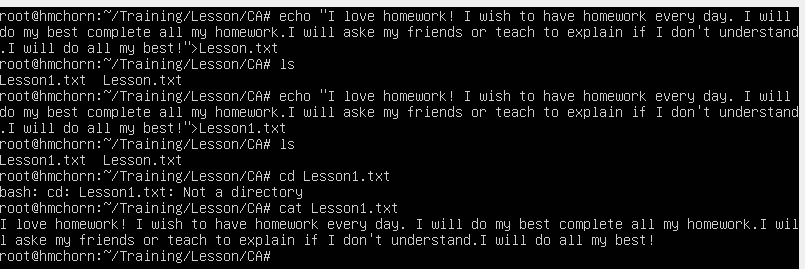 root@hmchorn:~/Training/Lesson/CA# echo "I love homework! I wish to have homework every day. I will
do my best complete all my homework.I will aske my friends or teach to explain if I don't understand
.I will do all my best!">Lesson.txt
root@hmchorn:~/Training/Lesson/CA# ls
Lesson1.txt  Lesson.txt
root@hmchorn:~/Training/Lesson/CA# echo "I love homework! I wish to have homework every day. I will
do my best complete all my homework.I will aske my friends or teach to explain if I don't understand
.I will do all my best!">Lesson1.txt
root@hmchorn:~/Training/Lesson/CA# ls
Lesson1.txt  Lesson.txt
root@hmchorn:~/Training/Lesson/CA# cd Lesson1.txt
bash: cd: Lesson1.txt: Not a directory
root@hmchorn:~/Training/Lesson/CA# cat Lesson1.txt
I love homework! I wish to have homework every day. I will do my best complete all my homework.I wil
l aske my friends or teach to explain if I don't understand.I will do all my best!
root@hmchorn:~/Training/Lesson/CA#